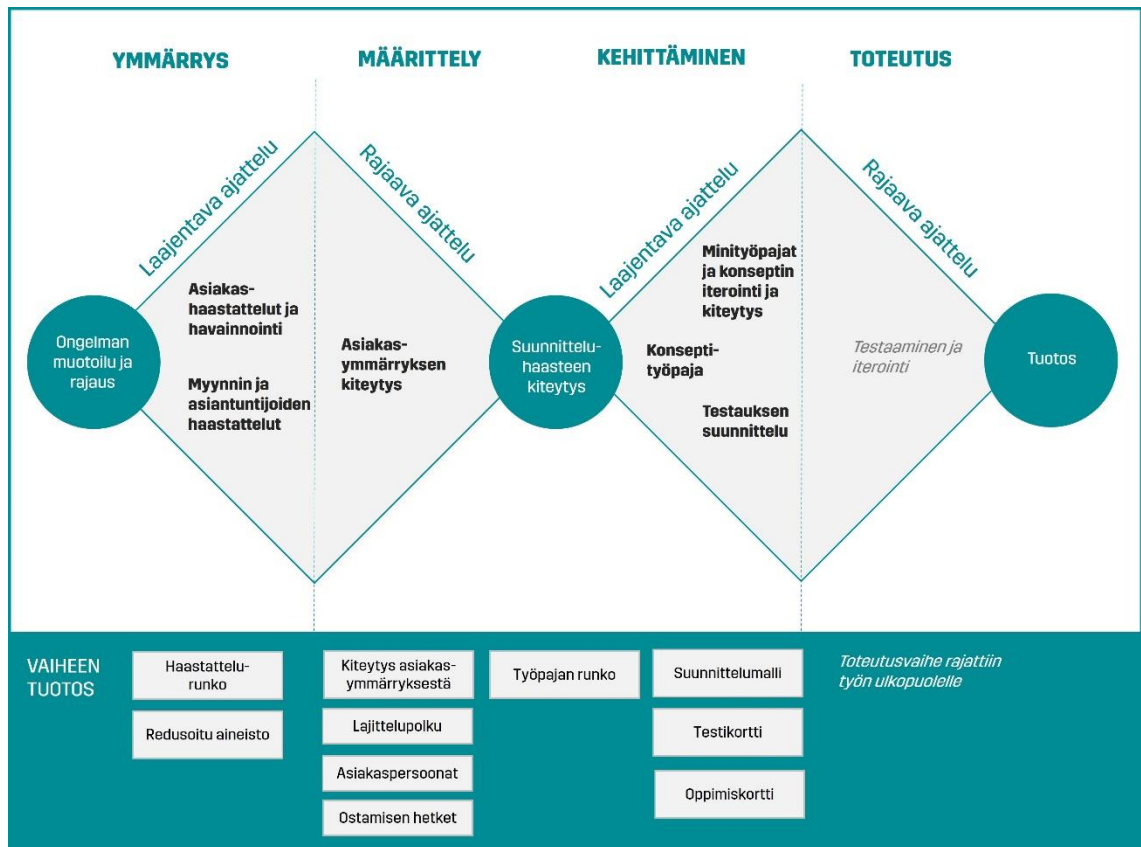 YMMÄRRYS
MÄÄRITTELY
KEHITTÄMINEN
TOTEUTUS
Laajentava ajattelu
Rajaava ajattelu
Laajentava ajattelu
Rajaava ajattelu
Ongelman
muotoilu ja
rajaus
Asiakas-
haastattelut ja
havainnointi
Myynnin ja
asiantuntijoiden
haastattelut
Asiakas-
ymmärryksen
kiteytys
Suunnittelu-
haasteen
kiteytys
Minityöpajat
ja konseptin
iterointi ja
kiteytys
Konsepti-
työpaja
Testauksen
suunnittelu
Testaaminen ja
iterointi
Tuotos
VAIHEEN
TUOTOS
Haastattelu-
runko
Redusoitu aineisto
Kiteytys asiakas-
ymmärryksestä
Lajittelupolku
Asiakaspersoonat
Ostamisen hetket
Työpajan runko
Suunnittelumalli
Testikortti
Oppimiskortti
Toteutusvaihe rajattiin
työn ulkopuolelle